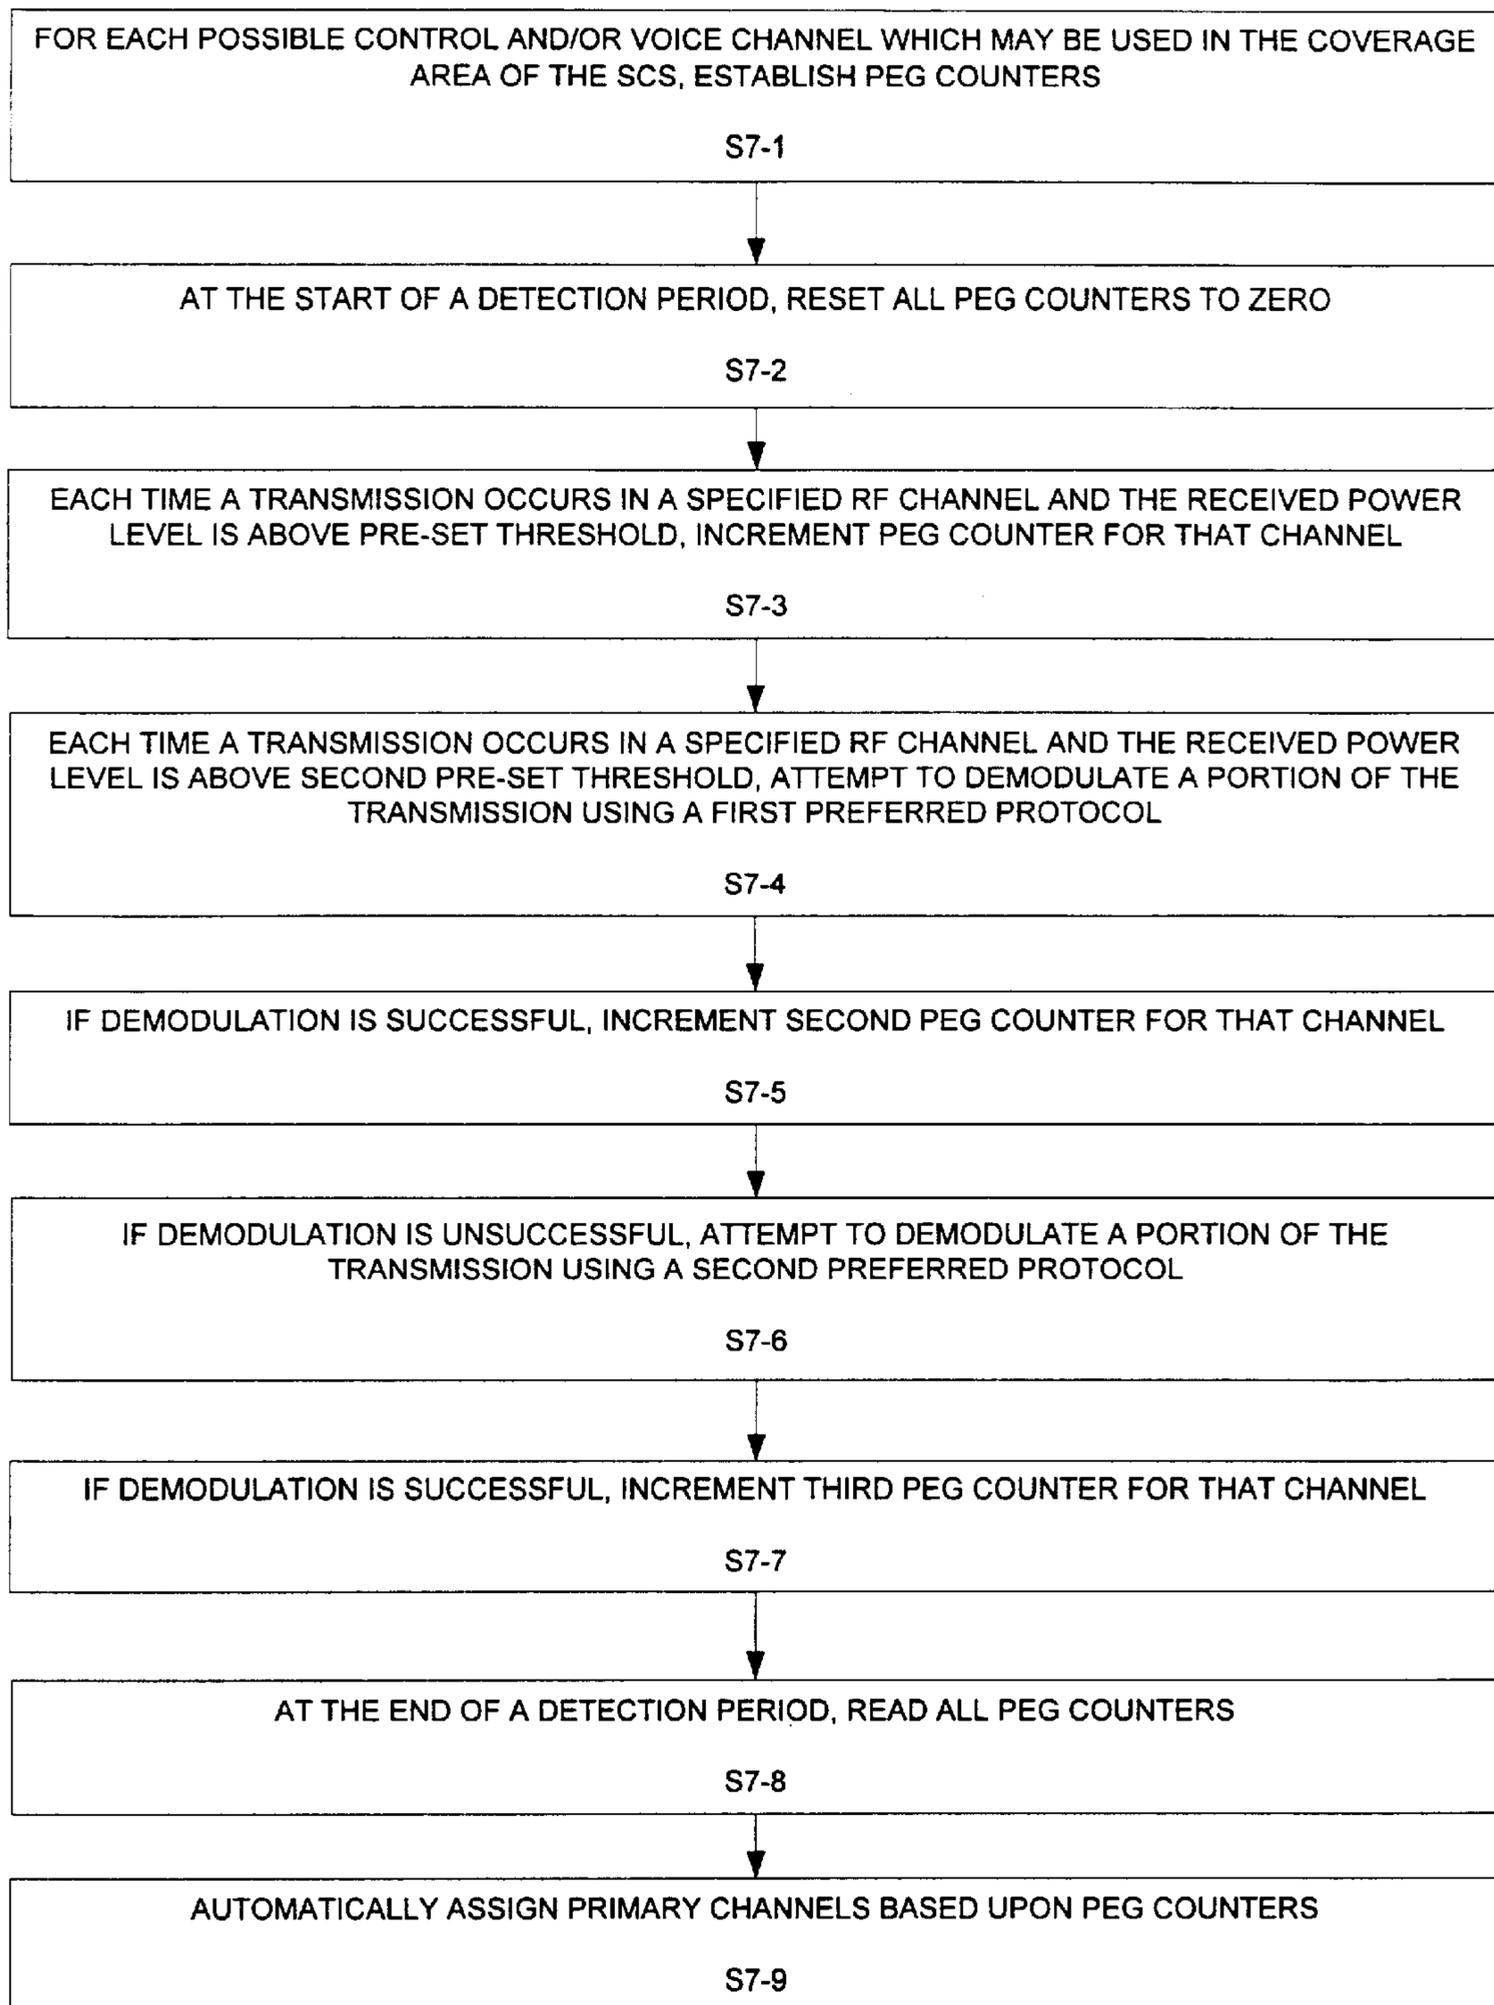 FOR EACH POSSIBLE CONTROL AND/OR VOICE CHANNEL WHICH MAY BE USED IN THE COVERAGE
AREA OF THE SCS, ESTABLISH PEG COUNTERS
S7-1
AT THE START OF A DETECTION PERIOD, RESET ALL PEG COUNTERS TO ZERO
S7-2
EACH TIME A TRANSMISSION OCCURS IN A SPECIFIED RF CHANNEL AND THE RECEIVED POWER
LEVEL IS ABOVE PRE-SET THRESHOLD, INCREMENT PEG COUNTER FOR THAT CHANNEL
S7-3
EACH TIME A TRANSMISSION OCCURS IN A SPECIFIED RF CHANNEL AND THE RECEIVED POWER
LEVEL IS ABOVE SECOND PRE-SET THRESHOLD, ATTEMPT TO DEMODULATE A PORTION OF THE
TRANSMISSION USING A FIRST PREFERRED PROTOCOL
S7-4
IF DEMODULATION IS SUCCESSFUL, INCREMENT SECOND PEG COUNTER FOR THAT CHANNEL
S7-5
IF DEMODULATION IS UNSUCCESSFUL, ATTEMPT TO DEMODULATE A PORTION OF THE
TRANSMISSION USING A SECOND PREFERRED PROTOCOL
S7-6
IF DEMODULATION IS SUCCESSFUL, INCREMENT THIRD PEG COUNTER FOR THAT CHANNEL
S7-7
AT THE END OF A DETECTION PERIOD, READ ALL PEG COUNTERS
S7-8
AUTOMATICALLY ASSIGN PRIMARY CHANNELS BASED UPON PEG COUNTERS
S7-9